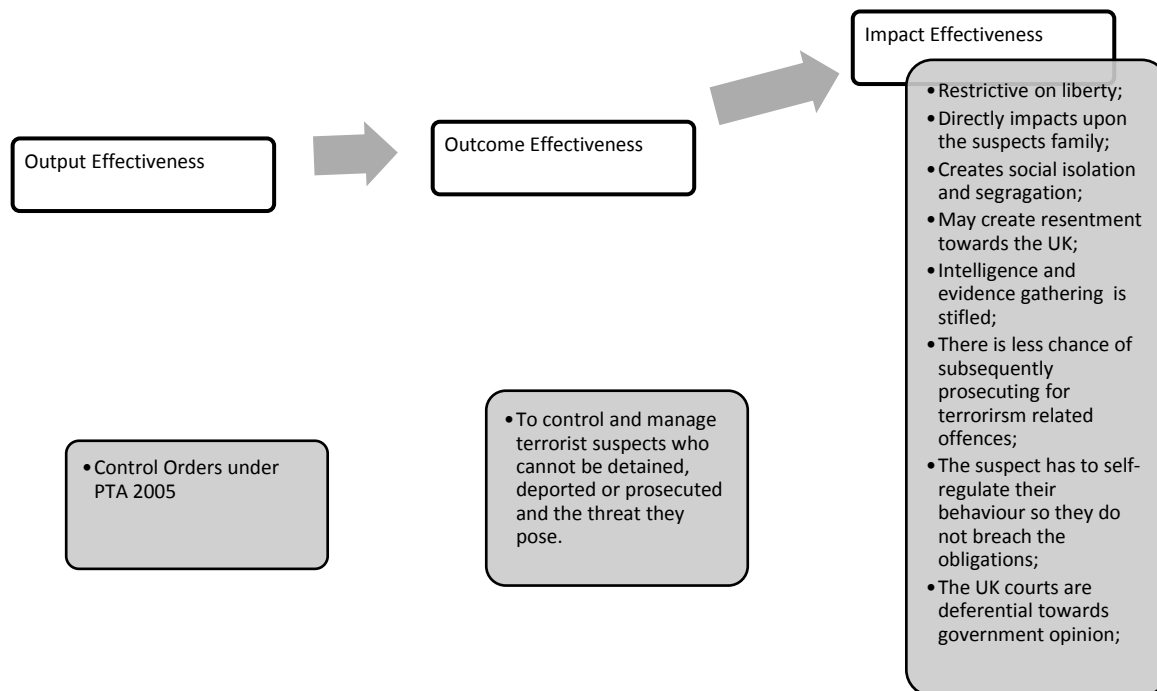 Output Effectiveness
• Control Orders under
PTA 2005
Outcome Effectiveness
• To control and manage
terrorist suspects who
cannot be detained,
deported or prosecuted
and the threat they
pose.
Impact Effectiveness
• Restrictive on liberty;
• Directly impacts upon
the suspects family;
• Creates social isolation
and segragation;
• May create resentment
towards the UK;
• Intelligence and
evidence gathering is
stifled;
• There is less chance of
subsequently
prosecuting for
terrorirsm related
offences;
• The suspect has to self-
regulate their
behaviour so they do
not breach the
obligations;
• The UK courts are
deferential towards
government opinion;